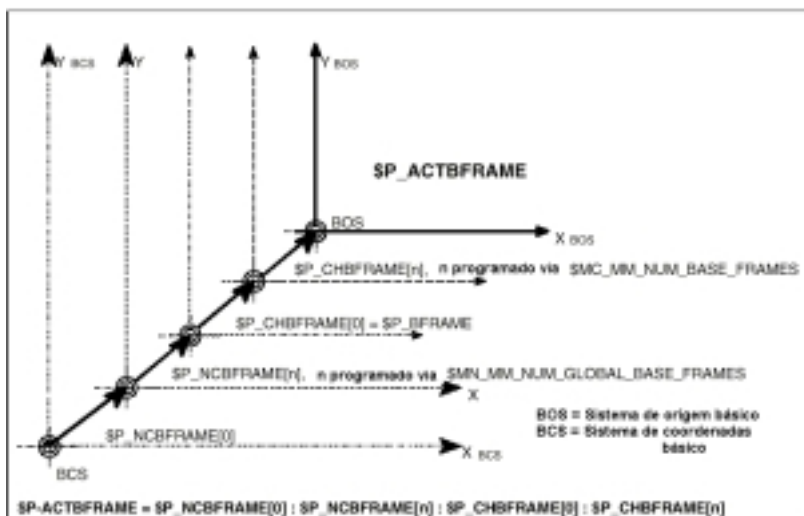 Y BCS
Y
Y BOS
$P_ACTBFRAME
BOS
X BOS
$P_CHBFRAME[n], n programado via $MC_MM_NUM_BASE_FRAMES
$P_CHBFRAME[0] = $P_BFRAME
$P_NCBFRAME[n], n programado via $MN_MM_NUM_GLOBAL_BASE_FRAMES
X
BOS = Sistema de origem básico
BCS = Sistema de coordenadas
básico
$P_NCBFRAME[0]
X BCS
BCS
$P-ACTBFRAME = $P_NCBFRAME[0] : $P_NCBFRAME[n] : $P_CHBFRAME[0] : $P_CHBFRAME[n]